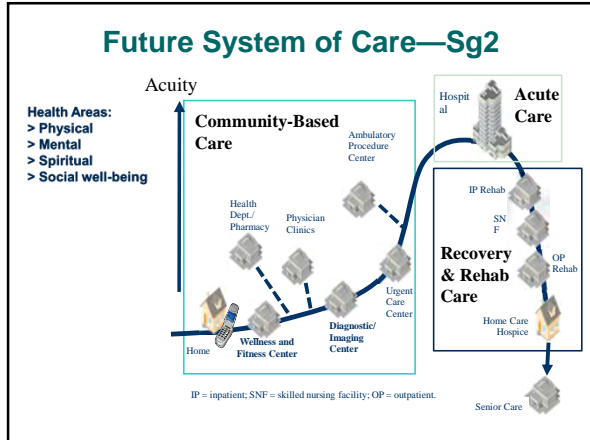 Future System of Care—Sg2
Acuity
Health Areas:
> Physical
> Mental
> Spiritual
> Social well-being
Community-Based
Care
Hospit
al
Acute
Care
Ambulatory
Procedure
Center
Health
Dept./
Pharmacy
Physician
Clinics
IP Rehab
SN
F
OP
Rehab
Recovery
& Rehab
Care
Urgent
Care
Center
Home
Wellness and
Fitness Center
Diagnostic/
Imaging
Center
Home Care
Hospice
IP = inpatient; SNF = skilled nursing facility; OP = outpatient.
Senior Care